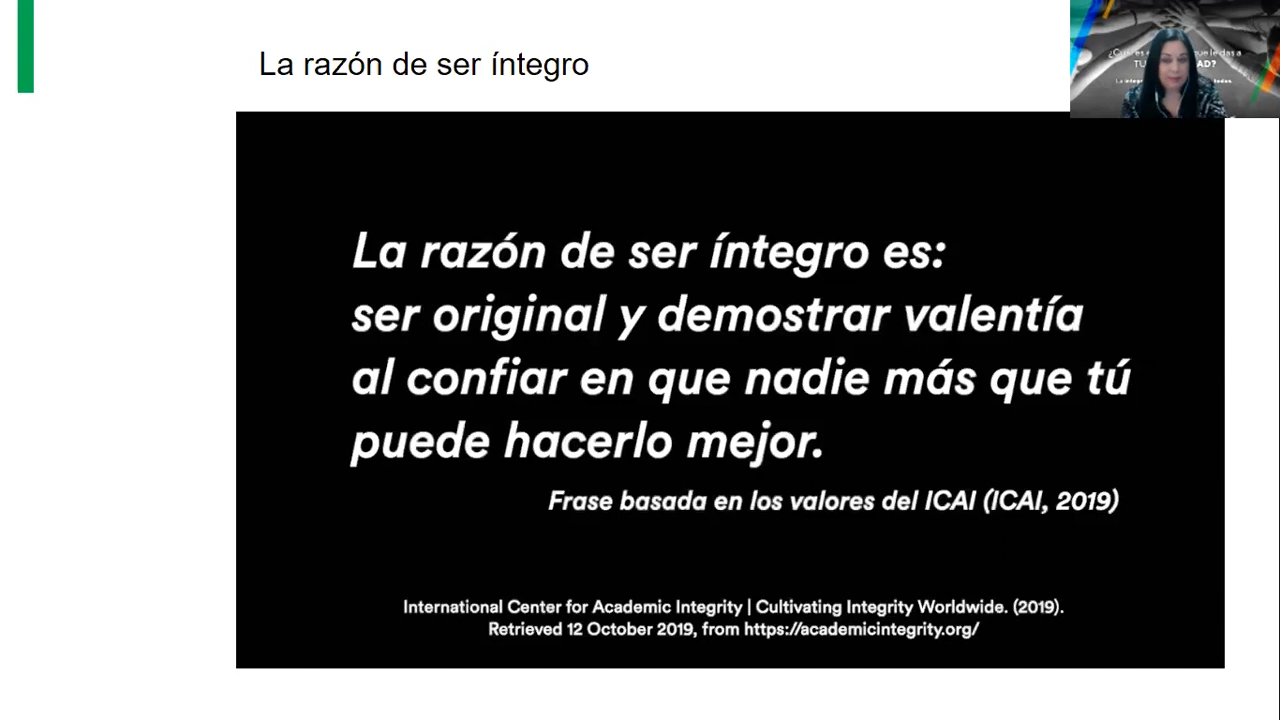 La razón de ser íntegro
La razón de ser íntegro es:
ser original y demostrar valentía
al confiar en que nadie más que tú
puede hacerlo mejor.
Frase basada en los valores del ICAI (ICAI, 2019)
International Center for Academic Integrity | Cultivating Integrity Worldwide. (2019).
Retrieved 12 October 2019, from https://academicintegrity.org/